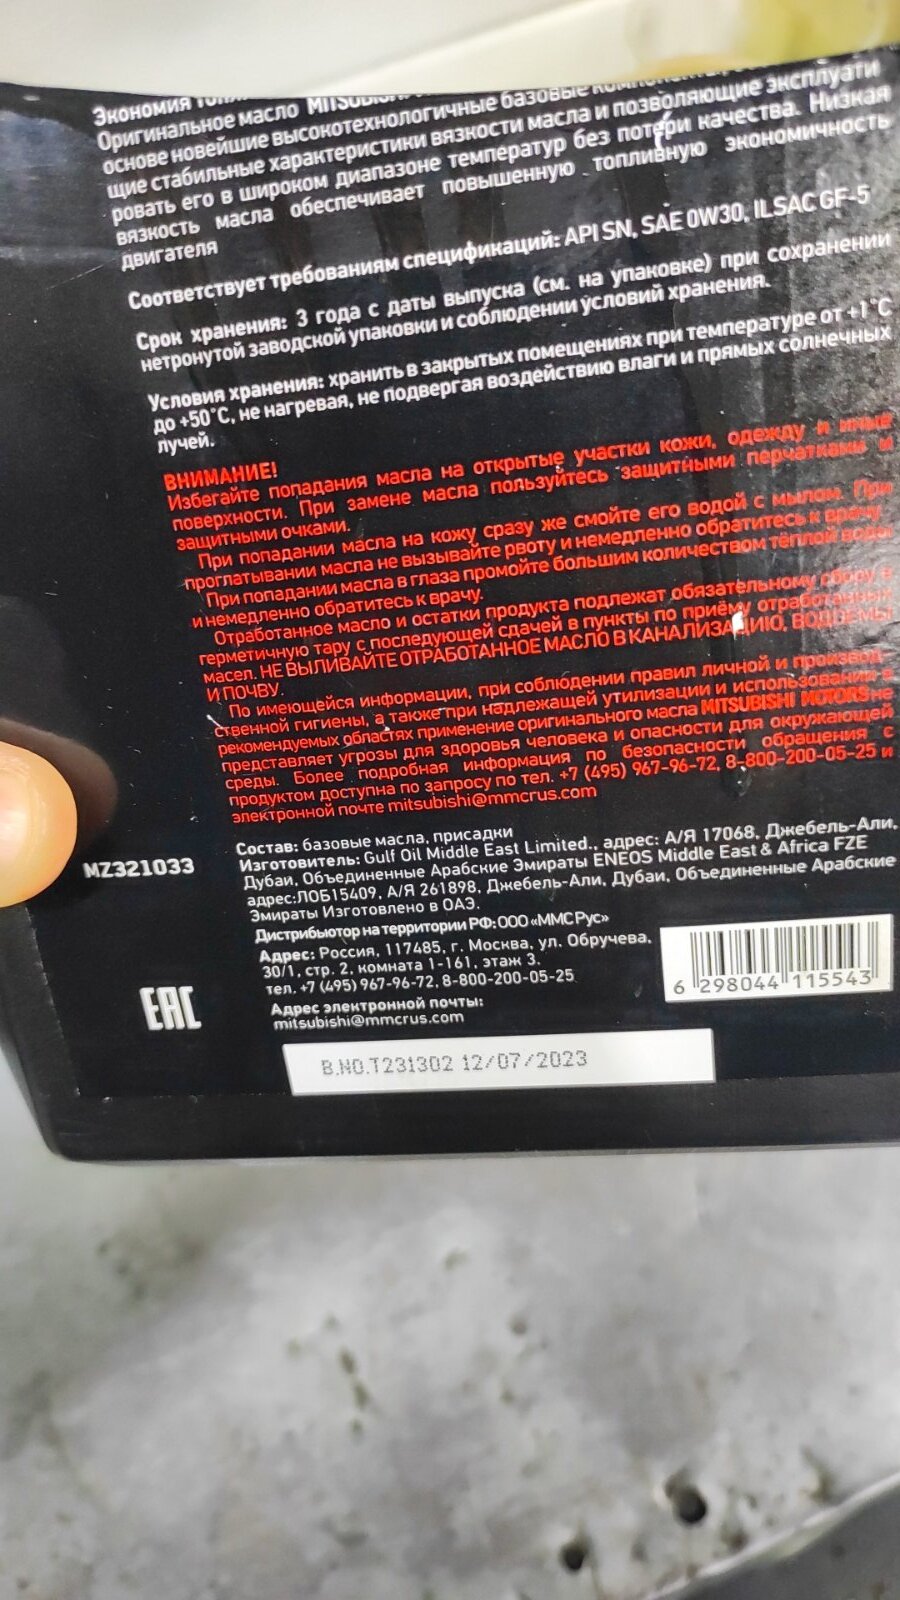 Экономия
Оригинальное масло MITSUBISHI
основе новейшие высокотехнологичные базовые
щие стабильные характеристики вязкости масла и позволяющие эксплуати
ровать его в широком диапазоне температур без потери качества. Низкая
вязкость масла обеспечивает повышенную топливную экономичность
двигателя
Соответствует требованиям спецификаций: API SN, SAE 0W30, ILSAC GF-5
Срок хранения: 3 года с даты выпуска (см. на упаковке) при сохранении
нетронутой заводской упаковки и соблюдении условий хранения.
Условия хранения: хранить в закрытых помещениях при температуре от +1˚C
до +50˚C, не нагревая, не подвергая воздействию влаги и прямых солнечных
лучей.
ВНИМАНИЕ!
Избегайте попадания масла на открытые участки кожи, одежду и иные
поверхности. При замене масла пользуйтесь защитными перчатками и
защитными очками.
При попадании масла на кожу сразу же смойте его водой с мылом. При
проглатывании масла не вызывайте рвоту и немедленно обратитесь к врачу.
При попадании масла в глаза промойте большим количеством тёплой воды
и немедленно обратитесь к врачу.
Отработанное масло и остатки продукта подлежат обязательному сбору в
герметичную тару с последующей сдачей в пункты по приёму отработанных
масел. НЕ ВЫЛИВАЙТЕ ОТРАБОТАННОЕ МАСЛО В КАНАЛИЗАЦИЮ, ВОДОЕМЫ
И ПОЧВУ.
По имеющейся информации, при соблюдении правил личной и производ-
ственной гигиены, а также при надлежащей утилизации и использовании в
рекомендуемых областях применение оригинального масла MITSUBISHI MOTORS не
представляет угрозы для здоровья человека и опасности для окружающей
среды. Более подробная информация по безопасности обращения с
продуктом доступна по запросу по тел. +7 (495) 967-96-72, 8-800-200-05-25 и
электронной почте mitsubishi@mmcrus.com
MZ321033
Состав: базовые масла, присадки
Изготовитель: Gulf Oil Middle East Limited., адрес: А/Я 17068, Джебель-Али,
Дубаи, Объединенные Арабские Эмираты ENEOS Middle East & Africa FZE
адрес:ЛОБ15409, А/Я 261898, Джебель-Али, Дубаи, Объединенные Арабские
Эмираты Изготовлено в ОАЭ.
Дистрибьютор на территории РФ: ООО «ММС Рус»
Адрес: Россия, 117485, г. Москва, ул. Обручева,
30/1, стр. 2, комната 1-161, этаж 3.
тел. +7 (495) 967-96-72, 8-800-200-05-25
Адрес электронной почты:
mitsubishi@mmcrus.com
EAC
6 298044 115543
B.NO.T231302 12/07/2023